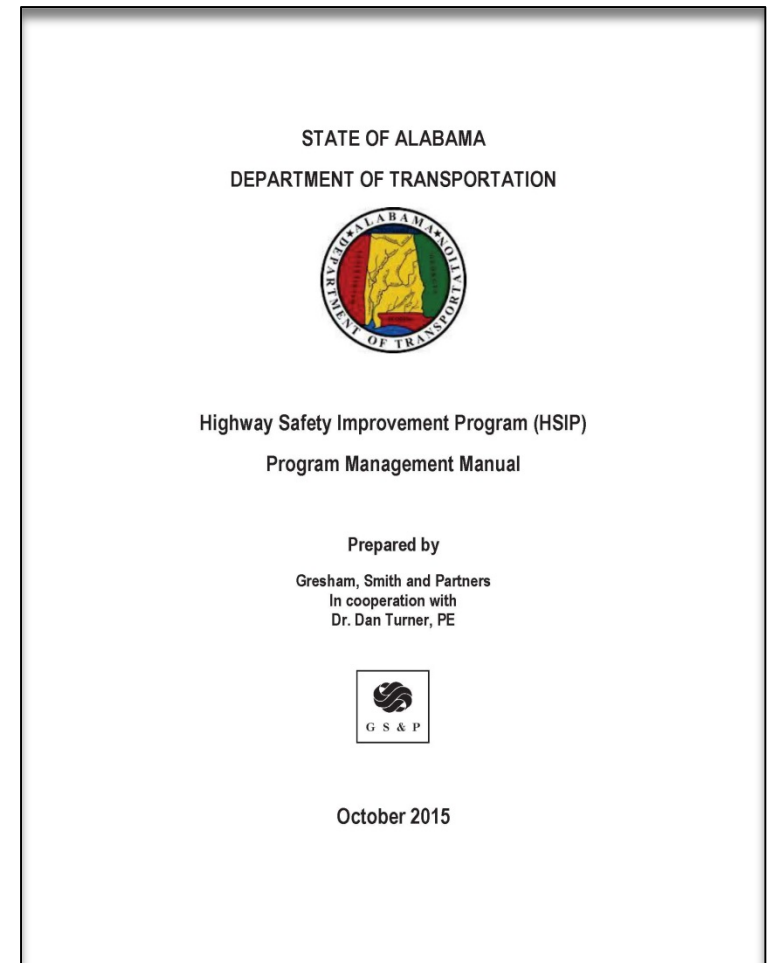 STATE OF ALABAMA
DEPARTMENT OF TRANSPORTATION
ALABAMA
DEPARTMENT OF TRANSPORTATION
Highway Safety Improvement Program (HSIP)
Program Management Manual
Prepared by
Gresham, Smith and Partners
In cooperation with
Dr. Dan Turner, PE
G S & P
October 2015